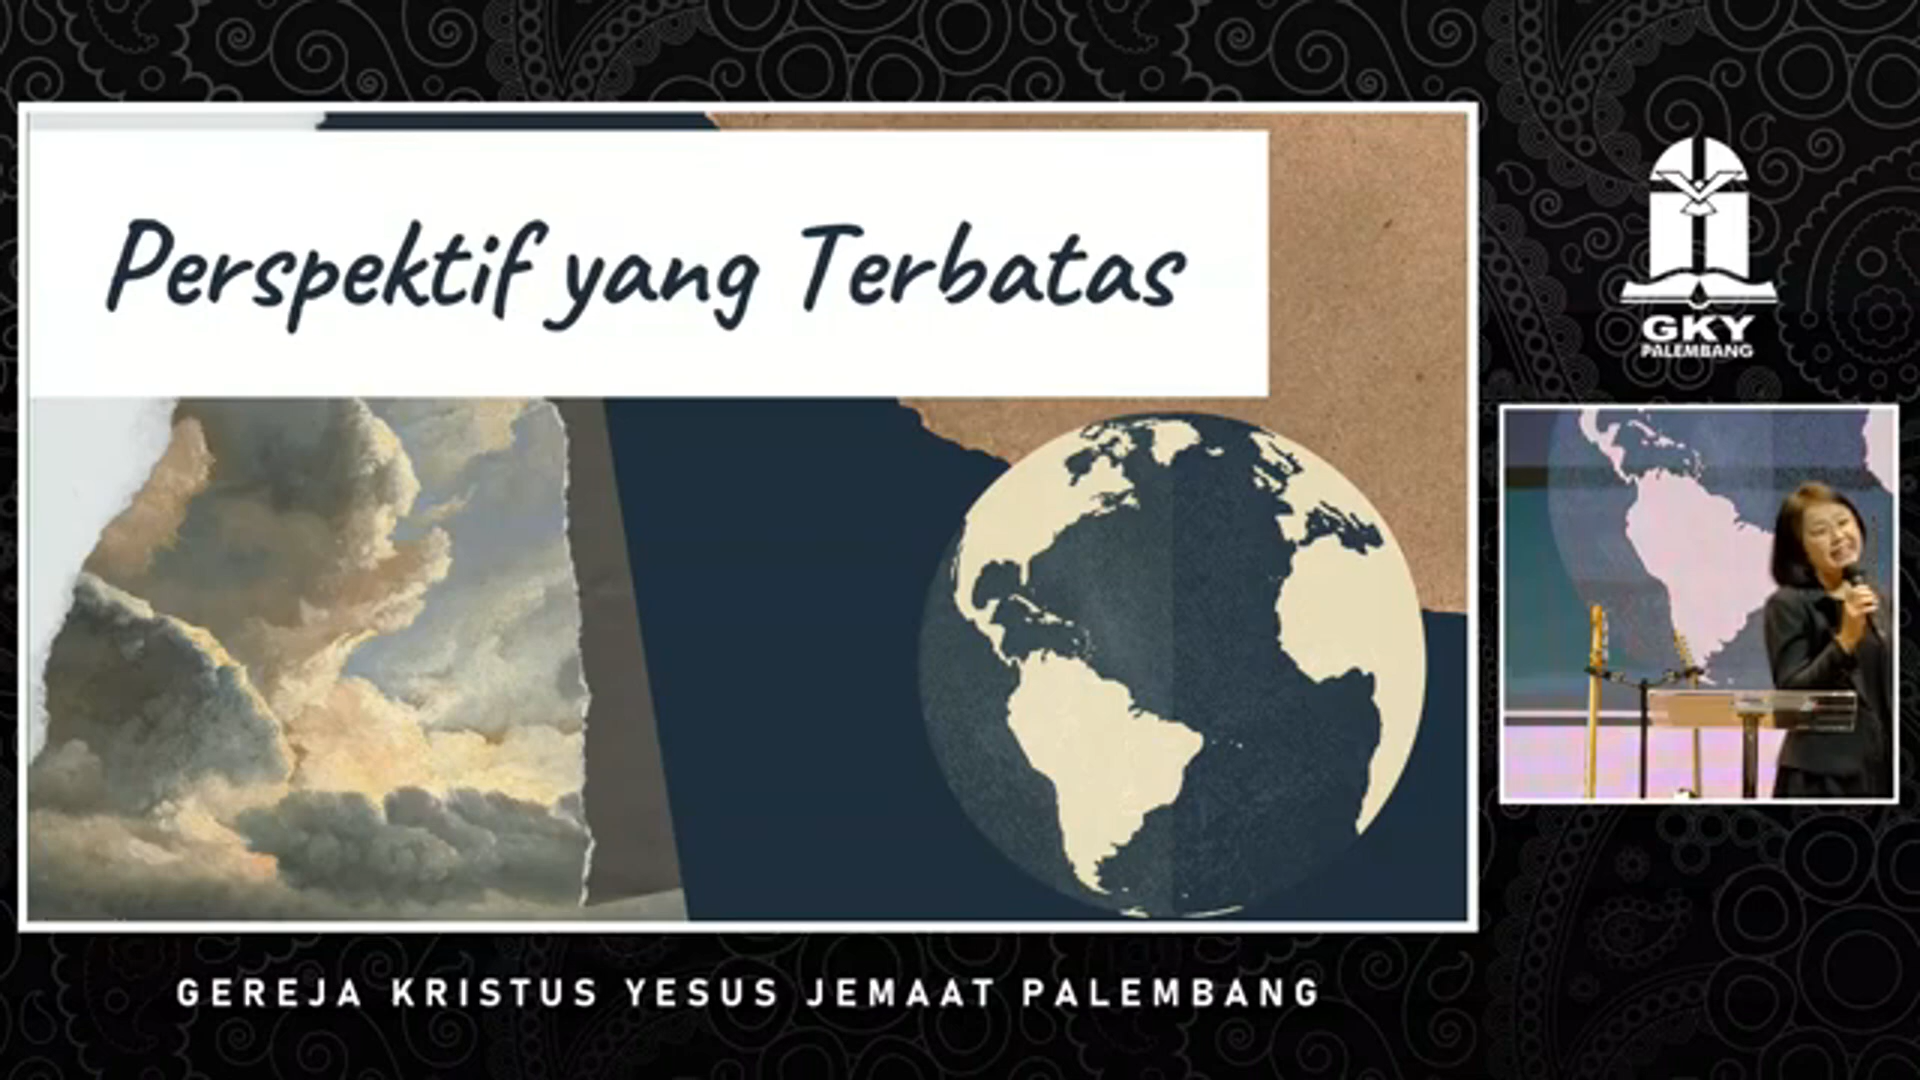 Perspektif yang Terbatas
GKY
PALEMBANG
GEREJA KRISTUS YESUS JEMAAT PALEMBANG